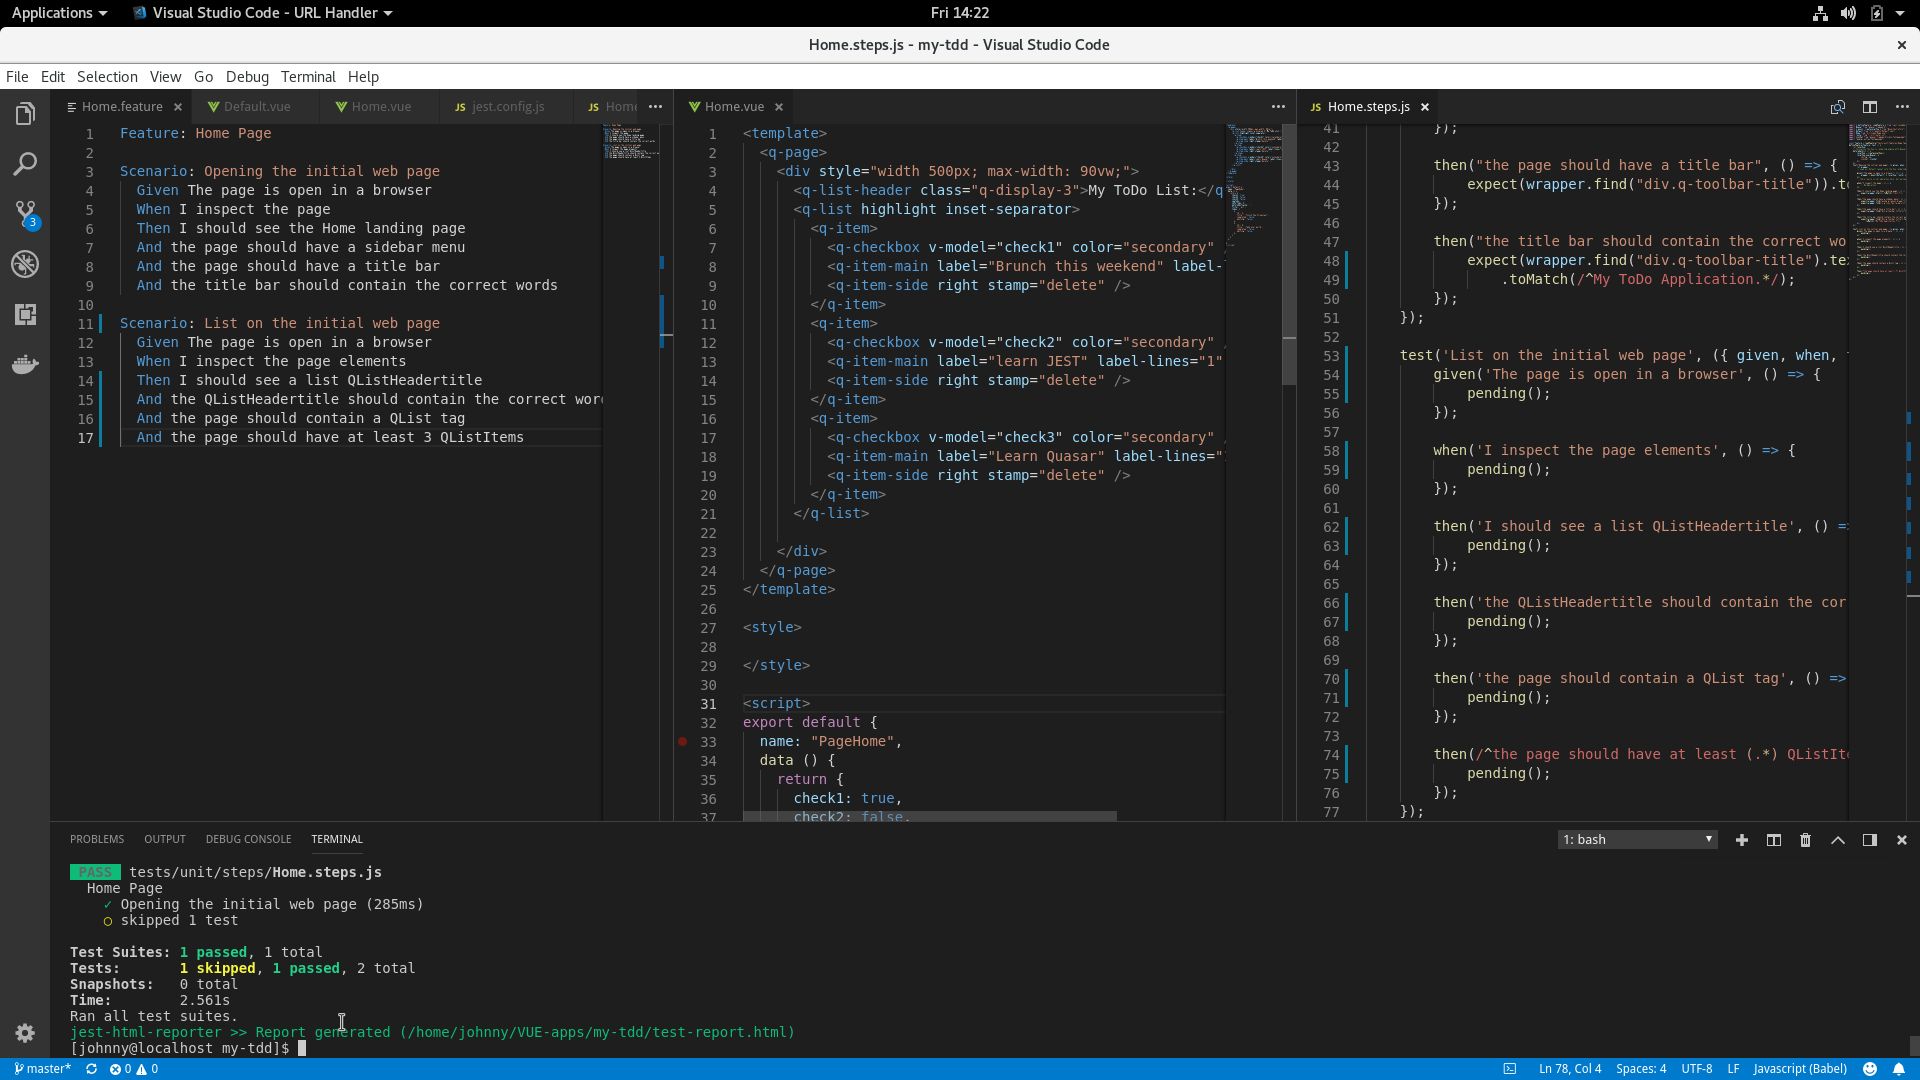 Applications
Visual Studio Code - URL Handler
Fri 14:22
Home.steps.js - my-tdd - Visual Studio Code
File Edit Selection View Go Debug Terminal Help
3
Home.feature
Default.vue
Home.vue
jest.config.js
Home
1 Feature: Home Page
2
3 Scenario: Opening the initial web page
4 Given The page is open in a browser
5 When I inspect the page
6 Then I should see the Home landing page
7 And the page should have a sidebar menu
8 And the page should have a title bar
9 And the title bar should contain the correct words
10
11 Scenario: List on the initial web page
12 Given The page is open in a browser
13 When I inspect the page elements
14 Then I should see a list QListHeadertitle
15 And the QListHeadertitle should contain the correct wor
16 And the page should contain a QList tag
17 And the page should have at least 3 QListItems
Home.vue
1 <template>
2 <q-page>
3 <div style="width 500px; max-width: 90vw;">
4 <q-list-header class="q-display-3">My ToDo List:</q
5 <q-list highlight inset-separator>
6 <q-item>
7 <q-checkbox v-model="check1" color="secondary"
8 <q-item-main label="Brunch this weekend" label-
9 <q-item-side right stamp="delete" />
10 </q-item>
11 <q-item>
12 <q-checkbox v-model="check2" color="secondary"
13 <q-item-main label="learn JEST" label-lines="1"
14 <q-item-side right stamp="delete" />
15 </q-item>
16 <q-item>
17 <q-checkbox v-model="check3" color="secondary"
18 <q-item-main label="Learn Quasar" label-lines="
19 <q-item-side right stamp="delete" />
20 </q-item>
21 </q-list>
22
23 </div>
24 </q-page>
25 </template>
26
27 <style>
28
29 </style>
30
31 <script>
32 export default {
33 name: "PageHome",
34 data () {
35 return {
36 check1: true,
37 check2: false,
JS Home.steps.js
41 });
42
43 then("the page should have a title bar", () => {
44 expect(wrapper.find("div.q-toolbar-title")).to
45 });
46
47 then("the title bar should contain the correct wo
48 expect(wrapper.find("div.q-toolbar-title").te
49 .toMatch(/^My ToDo Application.*/);
50 });
51 });
52
53 test('List on the initial web page', ({ given, when,
54 given('The page is open in a browser', () => {
55 pending();
56 });
57
58 when('I inspect the page elements', () => {
59 pending();
60 });
61
62 then('I should see a list QListHeadertitle', () =
63 pending();
64 });
65
66 then('the QListHeadertitle should contain the cor
67 pending();
68 });
69
70 then('the page should contain a QList tag', () =>
71 pending();
72 });
73
74 then(/^the page should have at least (.*) QListIt
75 pending();
76 });
77 });
PROBLEMS OUTPUT DEBUG CONSOLE TERMINAL
1: bash
PASS tests/unit/steps/Home.steps.js
Home Page
✓ Opening the initial web page (285ms)
○ skipped 1 test
Test Suites: 1 passed, 1 total
Tests: 1 skipped, 1 passed, 2 total
Snapshots: 0 total
Time: 2.561s
Ran all test suites.
jest-html-reporter >> Report generated (/home/johnny/VUE-apps/my-tdd/test-report.html)
[johnny@localhost my-tdd]$
master* 0 0
Ln 78, Col 4 Spaces: 4 UTF-8 LF Javascript (Babel)